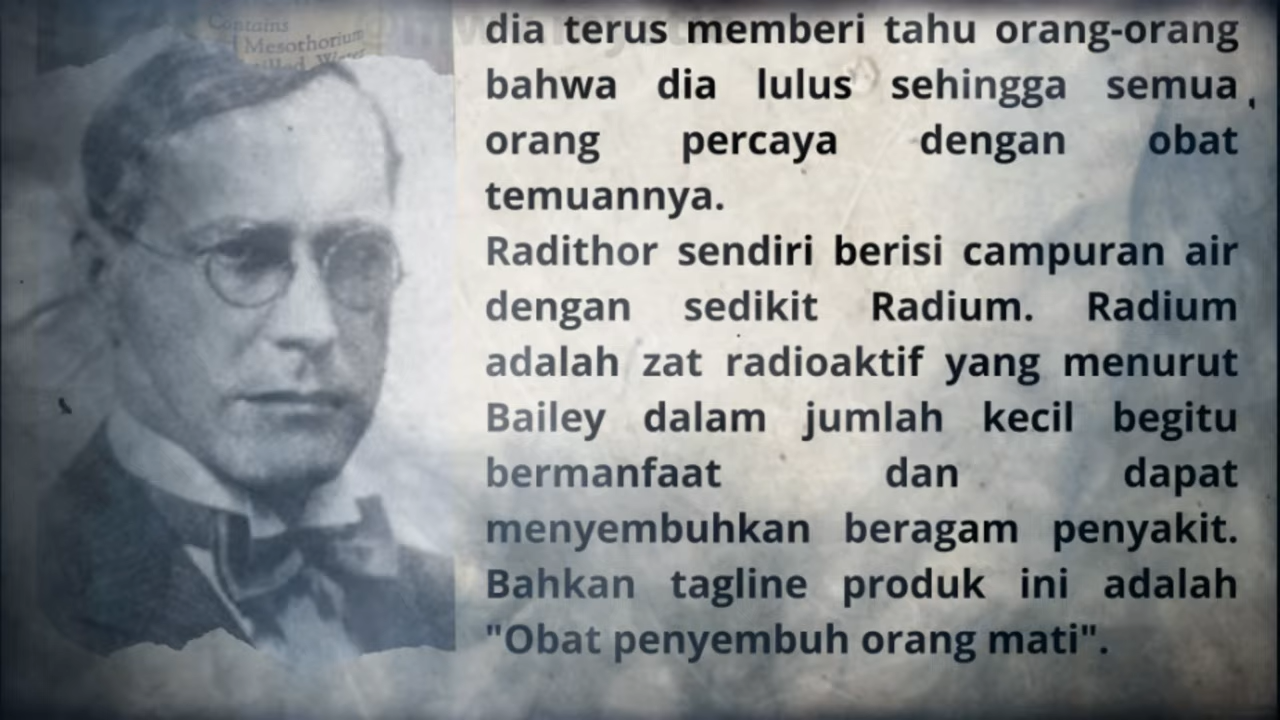 Contains
Mesothorium
dia terus memberi tahu orang-orang
bahwa dia lulus sehingga semua
orang percaya dengan obat
temuannya.
Radithor sendiri berisi campuran air
dengan sedikit Radium. Radium
adalah zat radioaktif yang menurut
Bailey dalam jumlah kecil begitu
bermanfaat dan dapat
menyembuhkan beragam penyakit.
Bahkan tagline produk ini adalah
"Obat penyembuh orang mati".